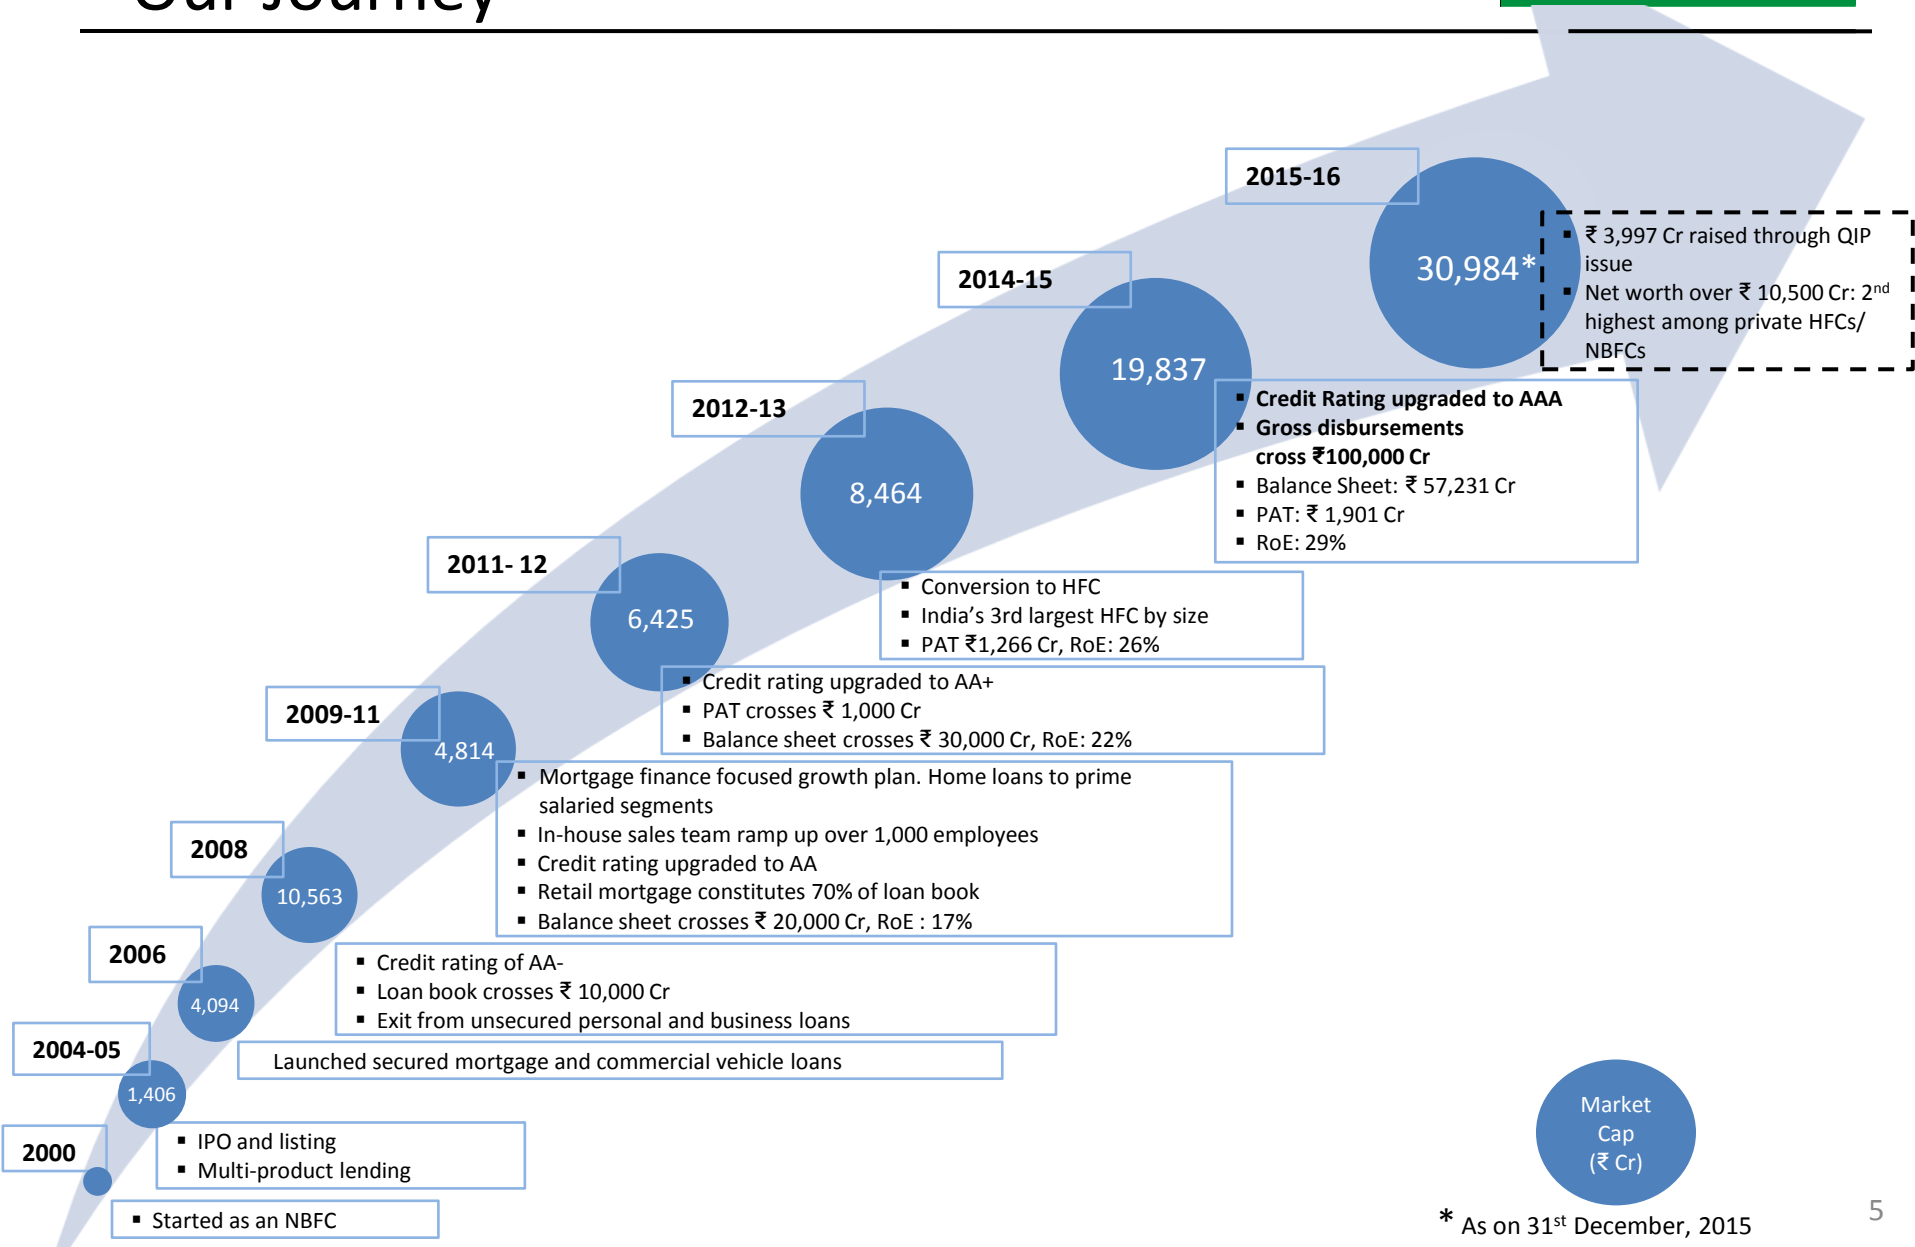 Our Journey
2015-16
30,984*
▪ ₹ 3,997 Cr raised through QIP
issue
▪ Net worth over ₹ 10,500 Cr: 2nd
highest among private HFCs/
NBFCs
2014-15
19,837
▪ Credit Rating upgraded to AAA
▪ Gross disbursements
cross ₹100,000 Cr
▪ Balance Sheet: ₹ 57,231 Cr
▪ PAT: ₹ 1,901 Cr
▪ RoE: 29%
2012-13
8,464
▪ Conversion to HFC
▪ India’s 3rd largest HFC by size
▪ PAT ₹1,266 Cr, RoE: 26%
2011- 12
6,425
▪ Credit rating upgraded to AA+
▪ PAT crosses ₹ 1,000 Cr
▪ Balance sheet crosses ₹ 30,000 Cr, RoE: 22%
2009-11
4,814
▪ Mortgage finance focused growth plan. Home loans to prime
salaried segments
▪ In-house sales team ramp up over 1,000 employees
▪ Credit rating upgraded to AA
▪ Retail mortgage constitutes 70% of loan book
▪ Balance sheet crosses ₹ 20,000 Cr, RoE : 17%
2008
10,563
▪ Credit rating of AA-
▪ Loan book crosses ₹ 10,000 Cr
▪ Exit from unsecured personal and business loans
2006
4,094
Launched secured mortgage and commercial vehicle loans
2004-05
1,406
▪ IPO and listing
▪ Multi-product lending
2000
▪ Started as an NBFC
Market
Cap
(₹ Cr)
* As on 31st December, 2015
5